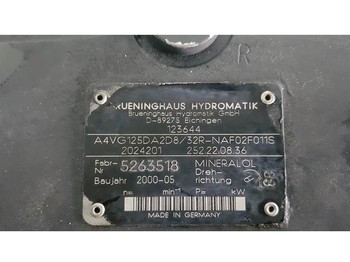 BRUENINGHAUS HYDROMATIK
Brueninghaus Hydromatik GmbH
D-89275 Elchingen
123644
A4VG125DA2D8/32R-NAF02F011S
2024201 252.22.08.36
Fabr-Nr 5263518 MINERALÖL
Baujahr 2000-05 Dreh-richtung
n= min⁻¹ P= kW
MADE IN GERMANY